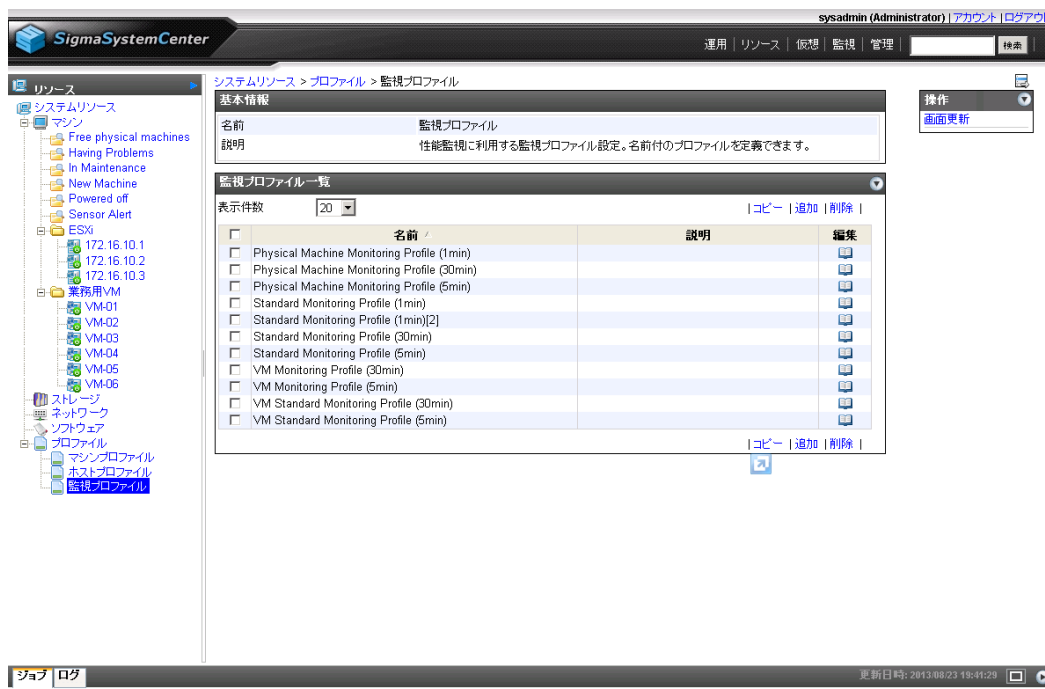 sysadmin (Administrator) | アカウント | ログアウ
SigmaSystemCenter
運用 | リソース | 仮想 | 監視 | 管理 |
検索
リソース
システムリソース
マシン
Free physical machines
Having Problems
In Maintenance
New Machine
Powered off
Sensor Alert
ESXi
172.16.10.1
172.16.10.2
172.16.10.3
業務用VM
VM-01
VM-02
VM-03
VM-04
VM-05
VM-06
ストレージ
ネットワーク
ソフトウェア
プロファイル
マシンプロファイル
ホストプロファイル
監視プロファイル
システムリソース > プロファイル > 監視プロファイル
基本情報
名前 監視プロファイル
説明 性能監視に利用する監視プロファイル設定。名前付のプロファイルを定義できます。
監視プロファイル一覧
表示件数 20
| コピー | 追加 | 削除 |
名前 説明 編集
Physical Machine Monitoring Profile (1min)
Physical Machine Monitoring Profile (30min)
Physical Machine Monitoring Profile (5min)
Standard Monitoring Profile (1min)
Standard Monitoring Profile (1min)[2]
Standard Monitoring Profile (30min)
Standard Monitoring Profile (5min)
VM Monitoring Profile (30min)
VM Monitoring Profile (5min)
VM Standard Monitoring Profile (30min)
VM Standard Monitoring Profile (5min)
| コピー | 追加 | 削除 |
操作
画面更新
ジョブ ログ
更新日時: 2013/08/23 19:41:29